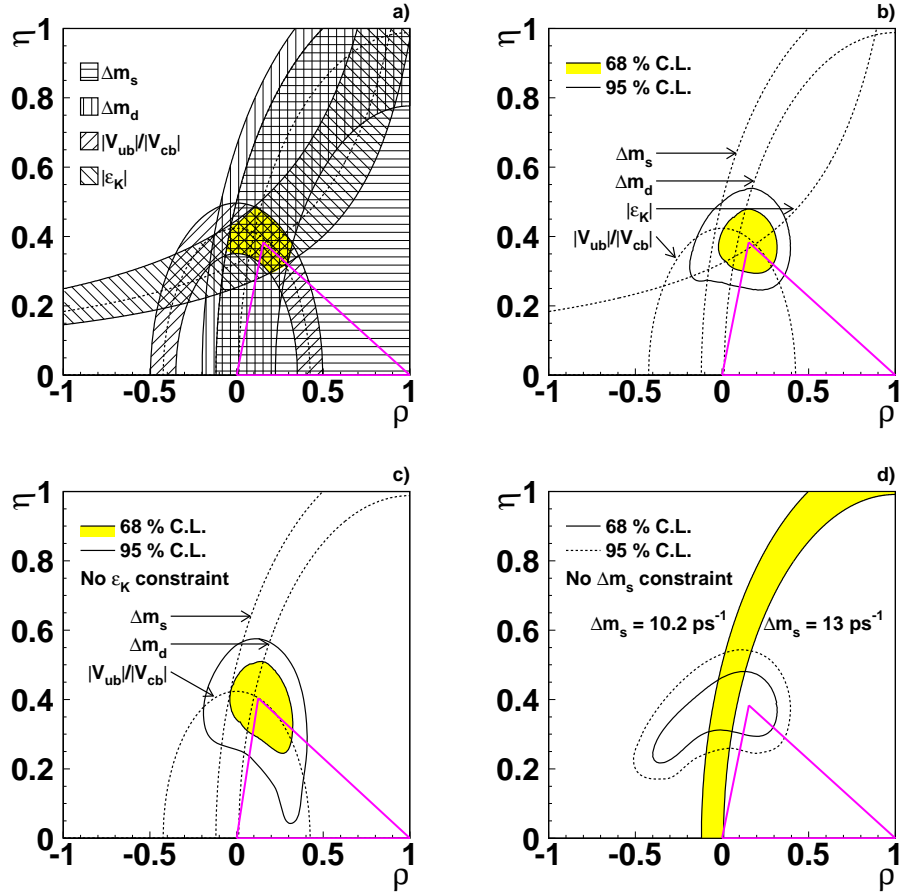 a)
η
1
0.8
0.6
0.4
0.2
0
Δm_s
Δm_d
|V_ub|/|V_cb|
|ε_K|
-1 -0.5 0 0.5 1
ρ
b)
η
1
0.8
0.6
0.4
0.2
0
68 % C.L.
95 % C.L.
Δm_s
Δm_d
|ε_K|
|V_ub|/|V_cb|
-1 -0.5 0 0.5 1
ρ
c)
η
1
0.8
0.6
0.4
0.2
0
68 % C.L.
95 % C.L.
No ε_K constraint
Δm_s
Δm_d
|V_ub|/|V_cb|
-1 -0.5 0 0.5 1
ρ
d)
η
1
0.8
0.6
0.4
0.2
0
68 % C.L.
95 % C.L.
No Δm_s constraint
Δm_s = 10.2 ps⁻¹ Δm_s = 13 ps⁻¹
-1 -0.5 0 0.5 1
ρ